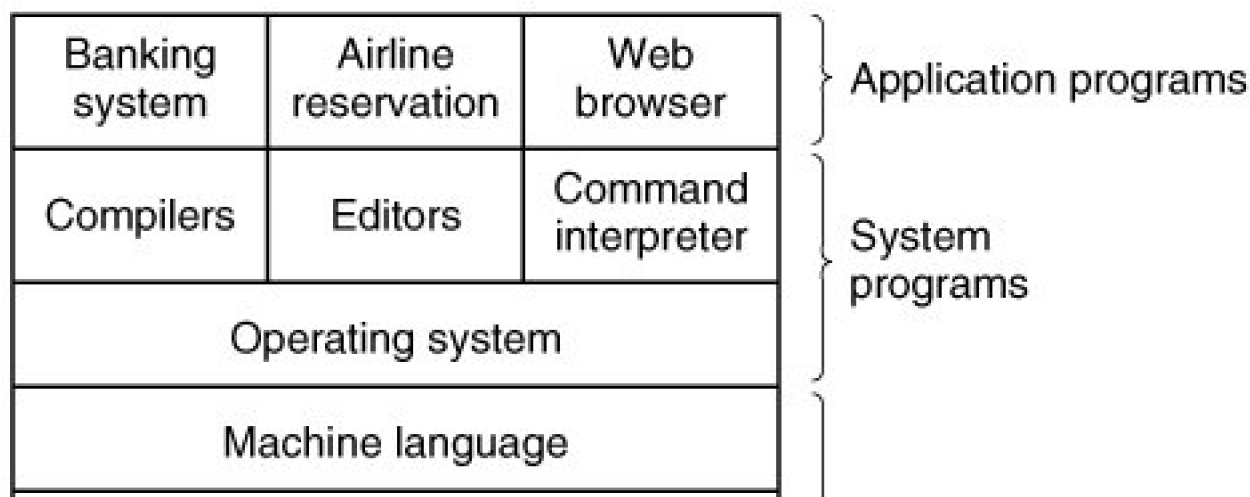 Banking
system
Airline
reservation
Web
browser
Application programs
Compilers
Editors
Command
interpreter
System
programs
Operating system
Machine language